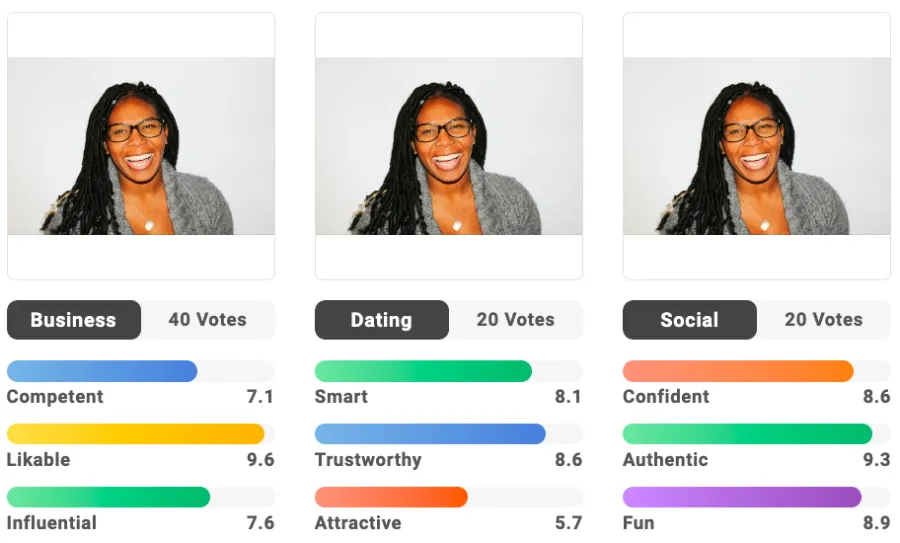 Business 40 Votes
Dating 20 Votes
Social 20 Votes
Competent 7.1
Smart 8.1
Confident 8.6
Likable 9.6
Trustworthy 8.6
Authentic 9.3
Influential 7.6
Attractive 5.7
Fun 8.9